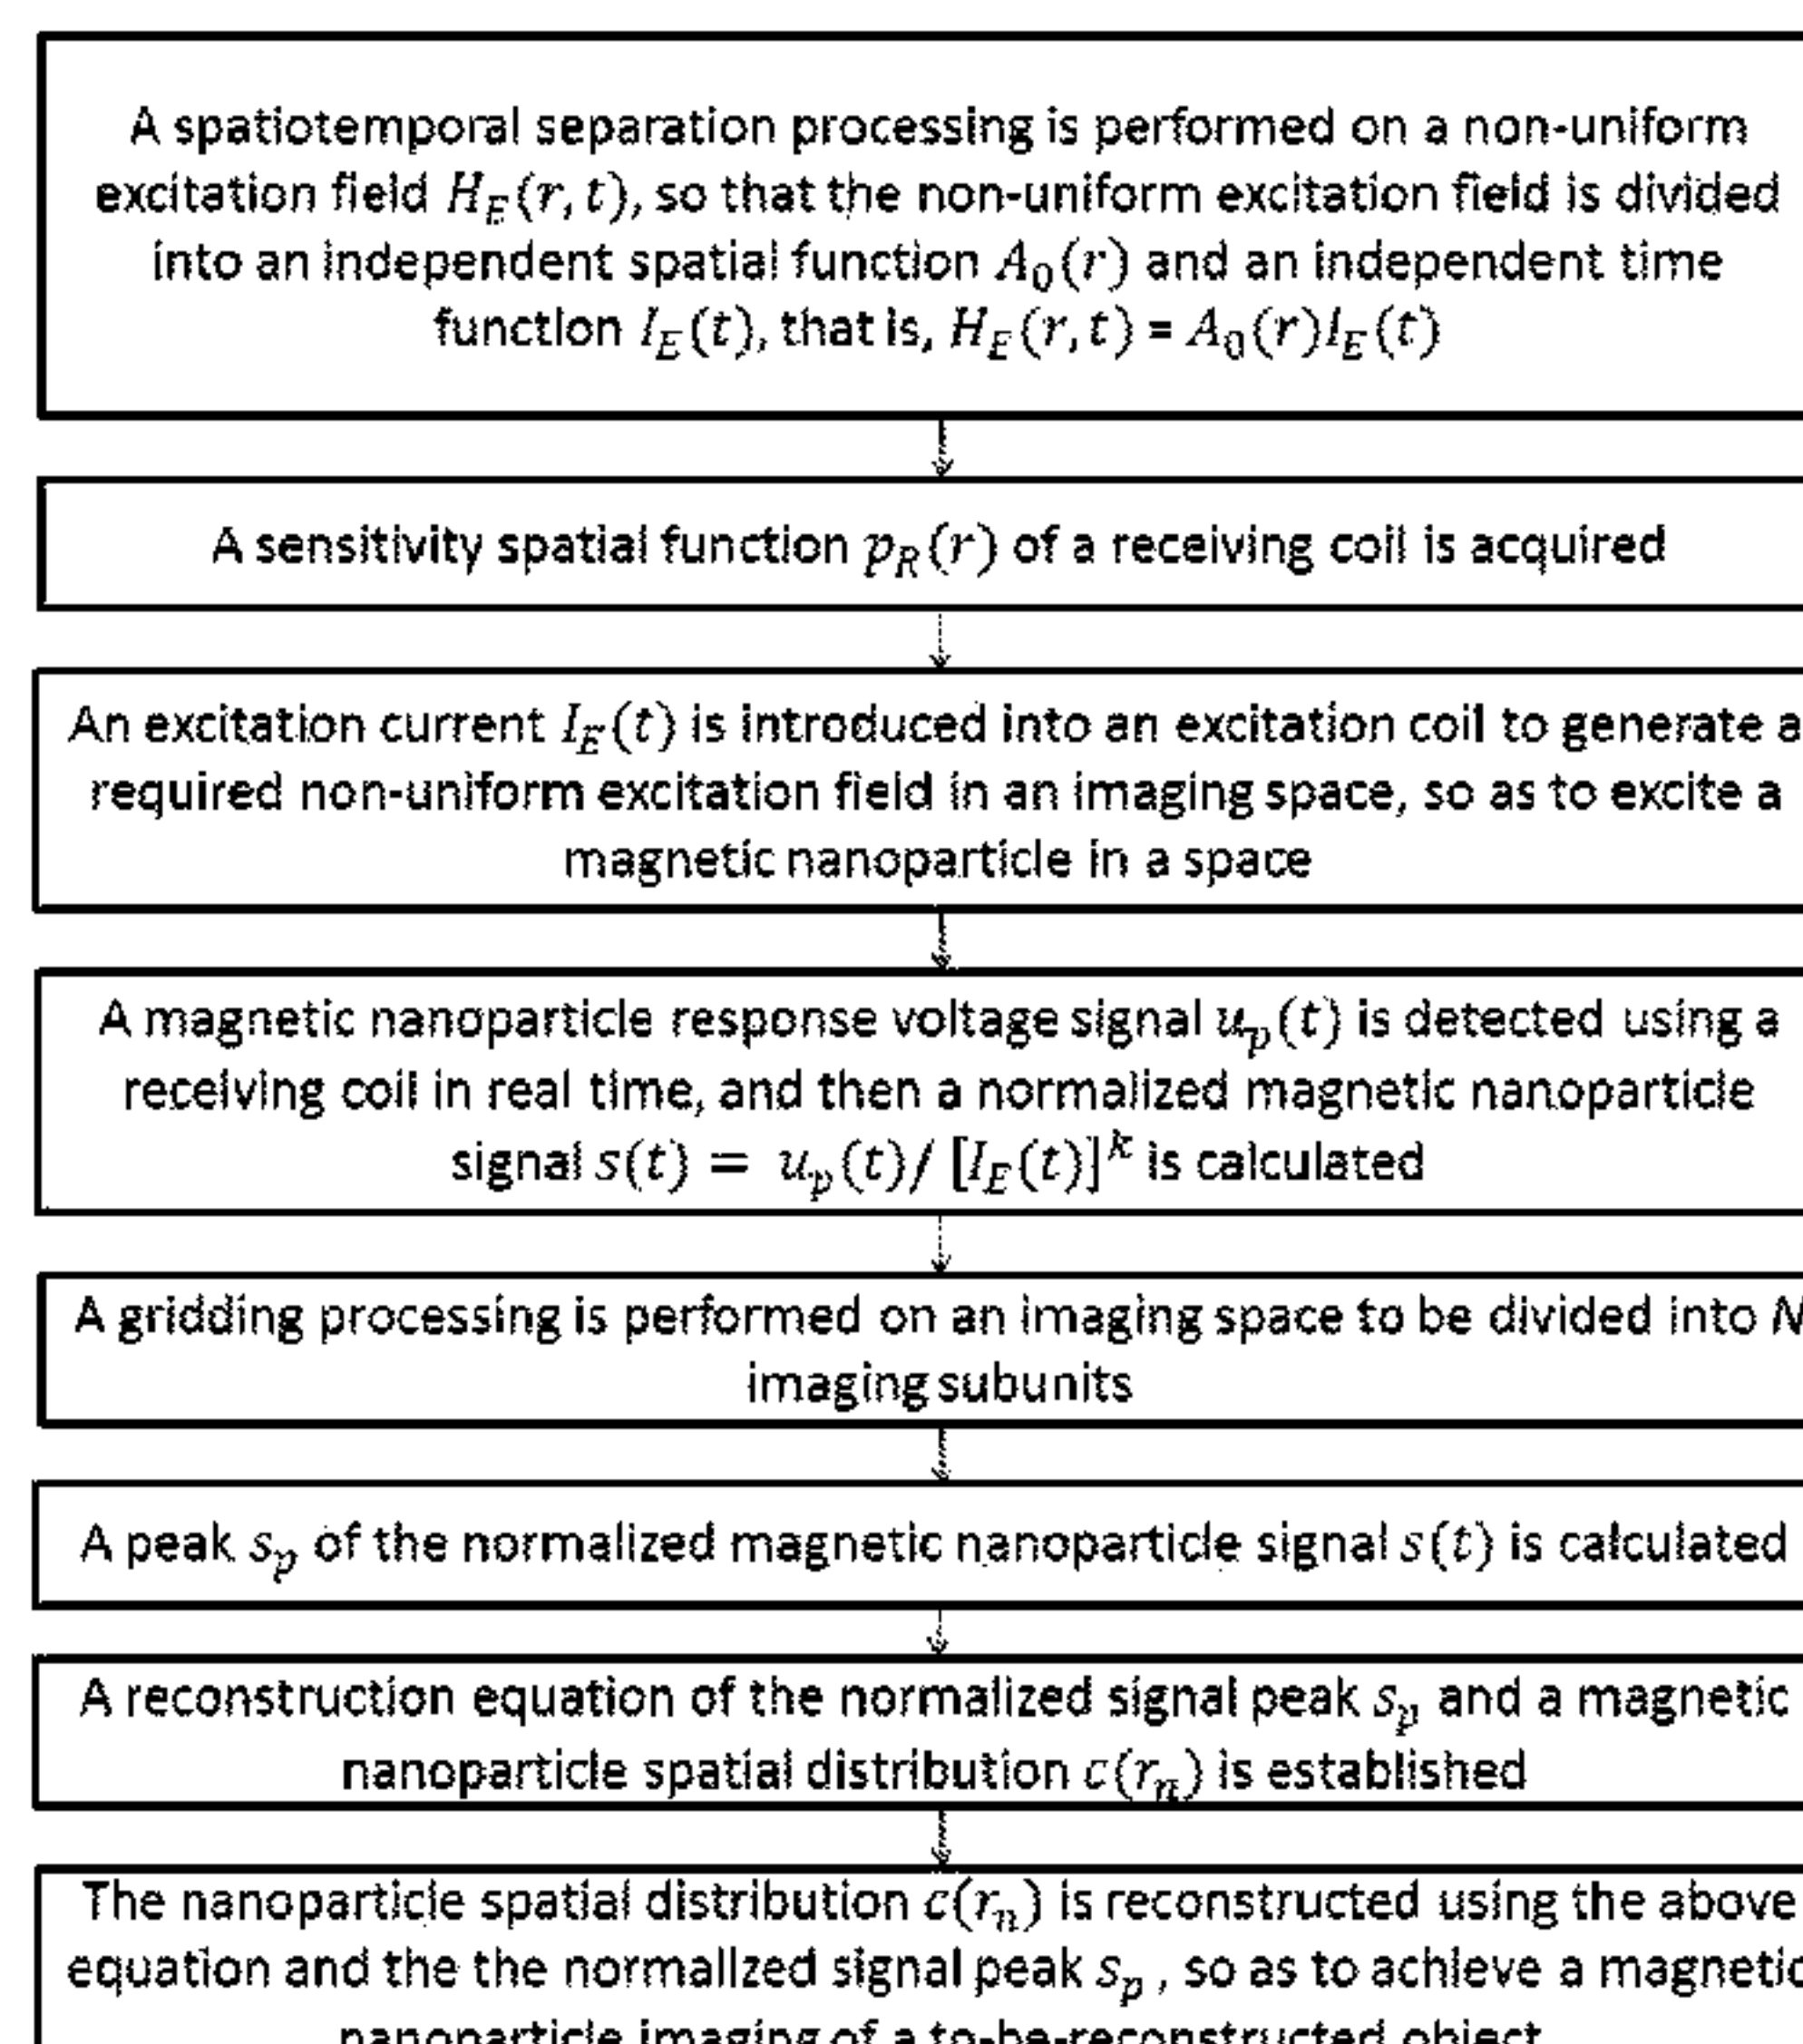 A spatiotemporal separation processing is performed on a non-uniform
excitation field H_E(r, t), so that the non-uniform excitation field is divided
into an independent spatial function A_0(r) and an independent time
function I_E(t), that is, H_E(r, t) = A_0(r)I_E(t)
A sensitivity spatial function p_R(r) of a receiving coil is acquired
An excitation current I_E(t) is introduced into an excitation coil to generate a
required non-uniform excitation field in an imaging space, so as to excite a
magnetic nanoparticle in a space
A magnetic nanoparticle response voltage signal u_p(t) is detected using a
receiving coil in real time, and then a normalized magnetic nanoparticle
signal s(t) = u_p(t)/ [I_E(t)]^k is calculated
A gridding processing is performed on an imaging space to be divided into N
imaging subunits
A peak s_p of the normalized magnetic nanoparticle signal s(t) is calculated
A reconstruction equation of the normalized signal peak s_p and a magnetic
nanoparticle spatial distribution c(r_n) is established
The nanoparticle spatial distribution c(r_n) is reconstructed using the above
equation and the the normalized signal peak s_p , so as to achieve a magnetic
nanoparticle imaging of a to-be-reconstructed object